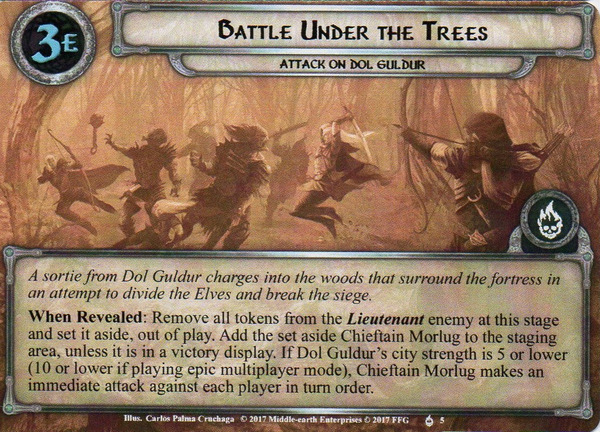 3E
BATTLE UNDER THE TREES
ATTACK ON DOL GULDUR
A sortie from Dol Guldur charges into the woods that surround the fortress in
an attempt to divide the Elves and break the siege.
When Revealed: Remove all tokens from the Lieutenant enemy at this stage
and set it aside, out of play. Add the set aside Chieftain Morlug to the staging
area, unless it is in a victory display. If Dol Guldur's city strength is 5 or lower
(10 or lower if playing epic multiplayer mode), Chieftain Morlug makes an
immediate attack against each player in turn order.
Illus. Carlos Palma Cruchaga © 2017 Middle-earth Enterprises © 2017 FFG 5